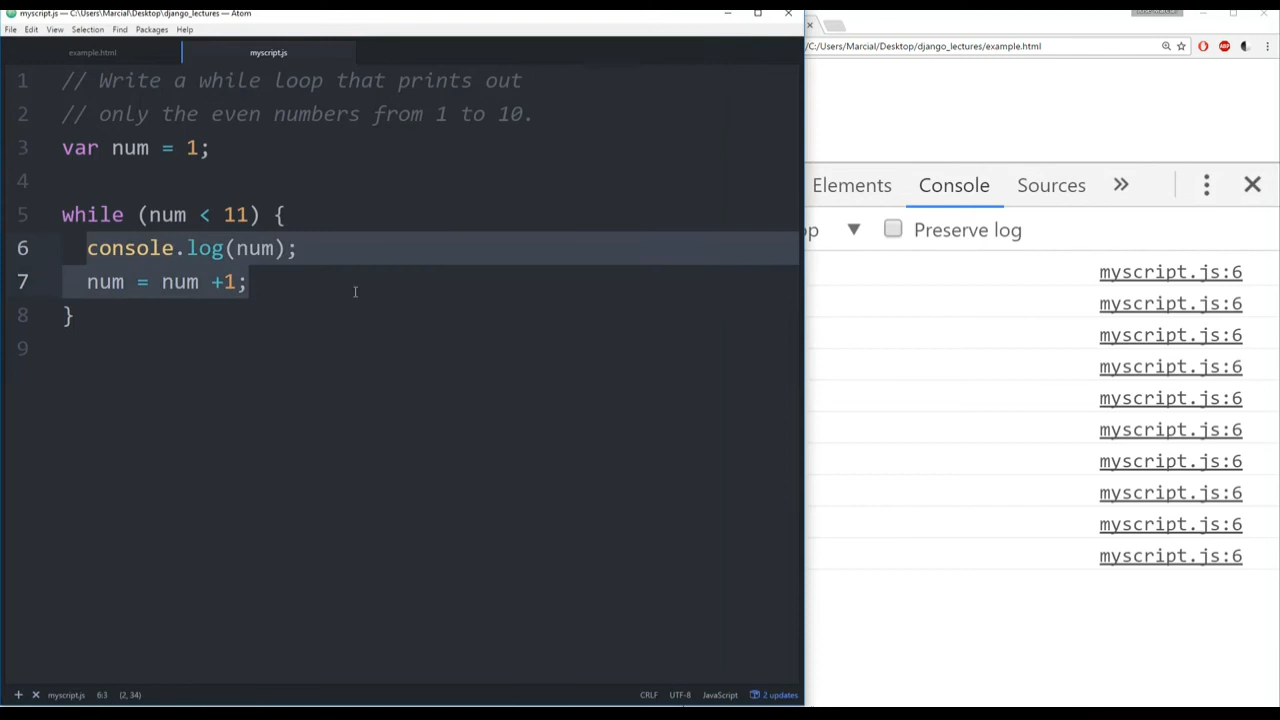 myscript.js — C:\Users\Marcial\Desktop\django_lectures — Atom
File Edit View Selection Find Packages Help
example.html myscript.js
1 // Write a while loop that prints out
2 // only the even numbers from 1 to 10.
3 var num = 1;
4
5 while (num < 11) {
6 console.log(num);
7 num = num +1;
8 }
9
+ × myscript.js 6:3 (2, 34) CRLF UTF-8 JavaScript 2 updates
/C:/Users/Marcial/Desktop/django_lectures/example.html
ABP
Elements Console Sources »
op ▼ Preserve log
myscript.js:6
myscript.js:6
myscript.js:6
myscript.js:6
myscript.js:6
myscript.js:6
myscript.js:6
myscript.js:6
myscript.js:6
myscript.js:6